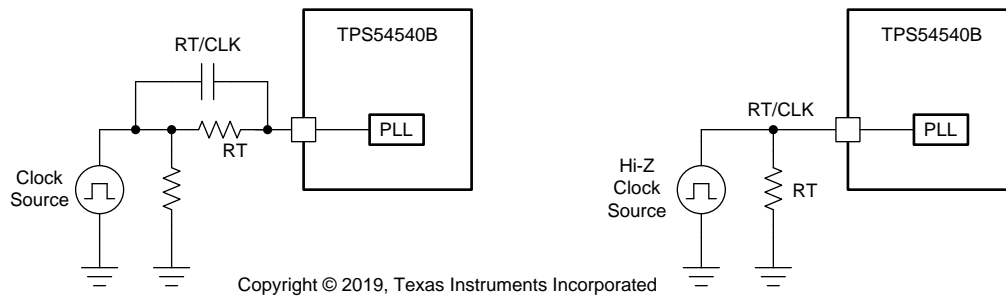 TPS54540B
RT/CLK
PLL
RT
Clock
Source
TPS54540B
RT/CLK
PLL
Hi-Z
Clock
Source
RT
Copyright © 2019, Texas Instruments Incorporated